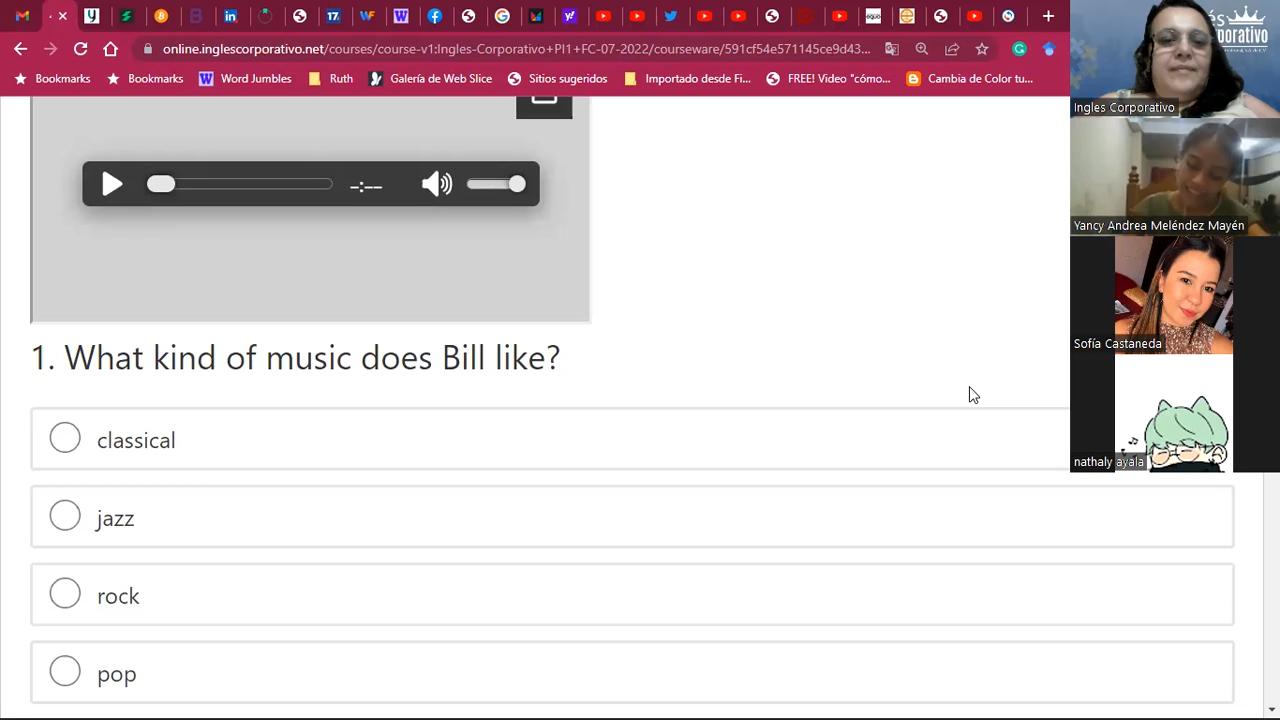 online.inglescorporativo.net/courses/course-v1:Ingles-Corporativo+PI1+FC-07-2022/courseware/591cf54e571145ce9d43...
Bookmarks
Bookmarks
Word Jumbles
Ruth
Galería de Web Slice
Sitios sugeridos
Importado desde Fi...
FREE! Video "cómo...
Cambia de Color tu...
Ingles Corporativo
Yancy Andrea Meléndez Mayén
Sofía Castaneda
nathaly ayala
-:--
1. What kind of music does Bill like?
classical
jazz
rock
pop